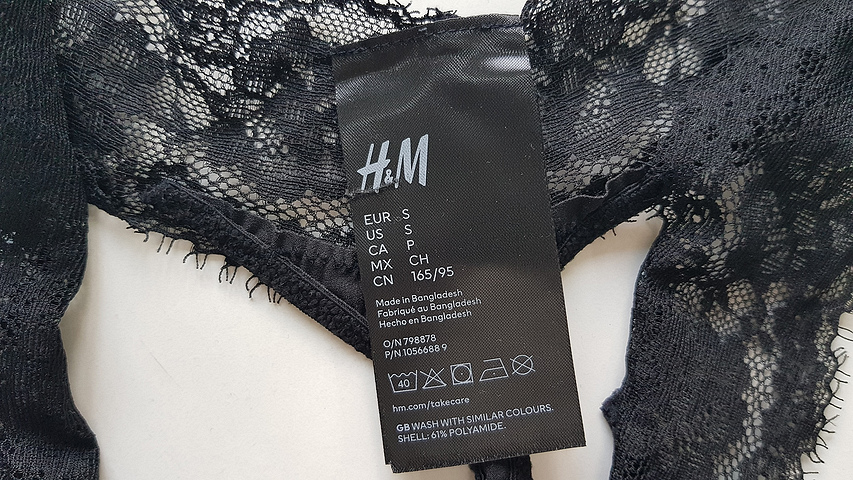 H&M
EUR S
US S
CA P
MX CH
CN 165/95
Made in Bangladesh
Fabriqué au Bangladesh
Hecho en Bangladesh
O/N 798878
P/N 1056688 9
40
hm.com/takecare
GB WASH WITH SIMILAR COLOURS.
SHELL: 61% POLYAMIDE.